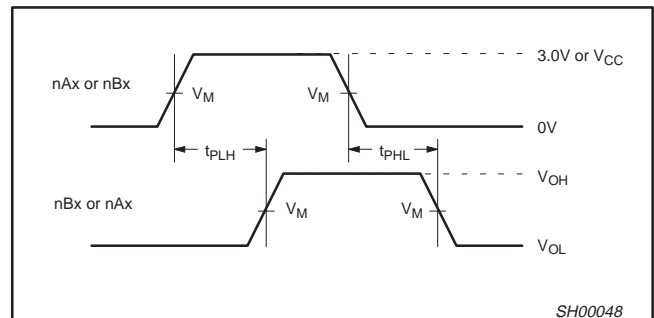 3.0V or VCC
nAx or nBx
VM
VM
0V
tPLH
tPHL
VOH
nBx or nAx
VM
VM
VOL
SH00048